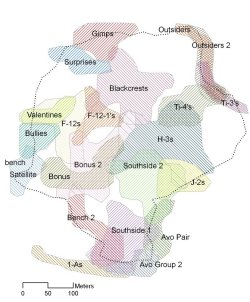 Gimps
Outsiders
Outsiders 2
Surprises
Blackcrests
Ti-3's
Ti-4's
Valentines
F-12-1's
F-12s
Bullies
H-3s
bench
Bonus 2
Southside 2
Satellite
Bonus
J-2s
Bench 2
Southside 1
Avo Pair
1-As
Avo Group 2
0 50 100
Meters